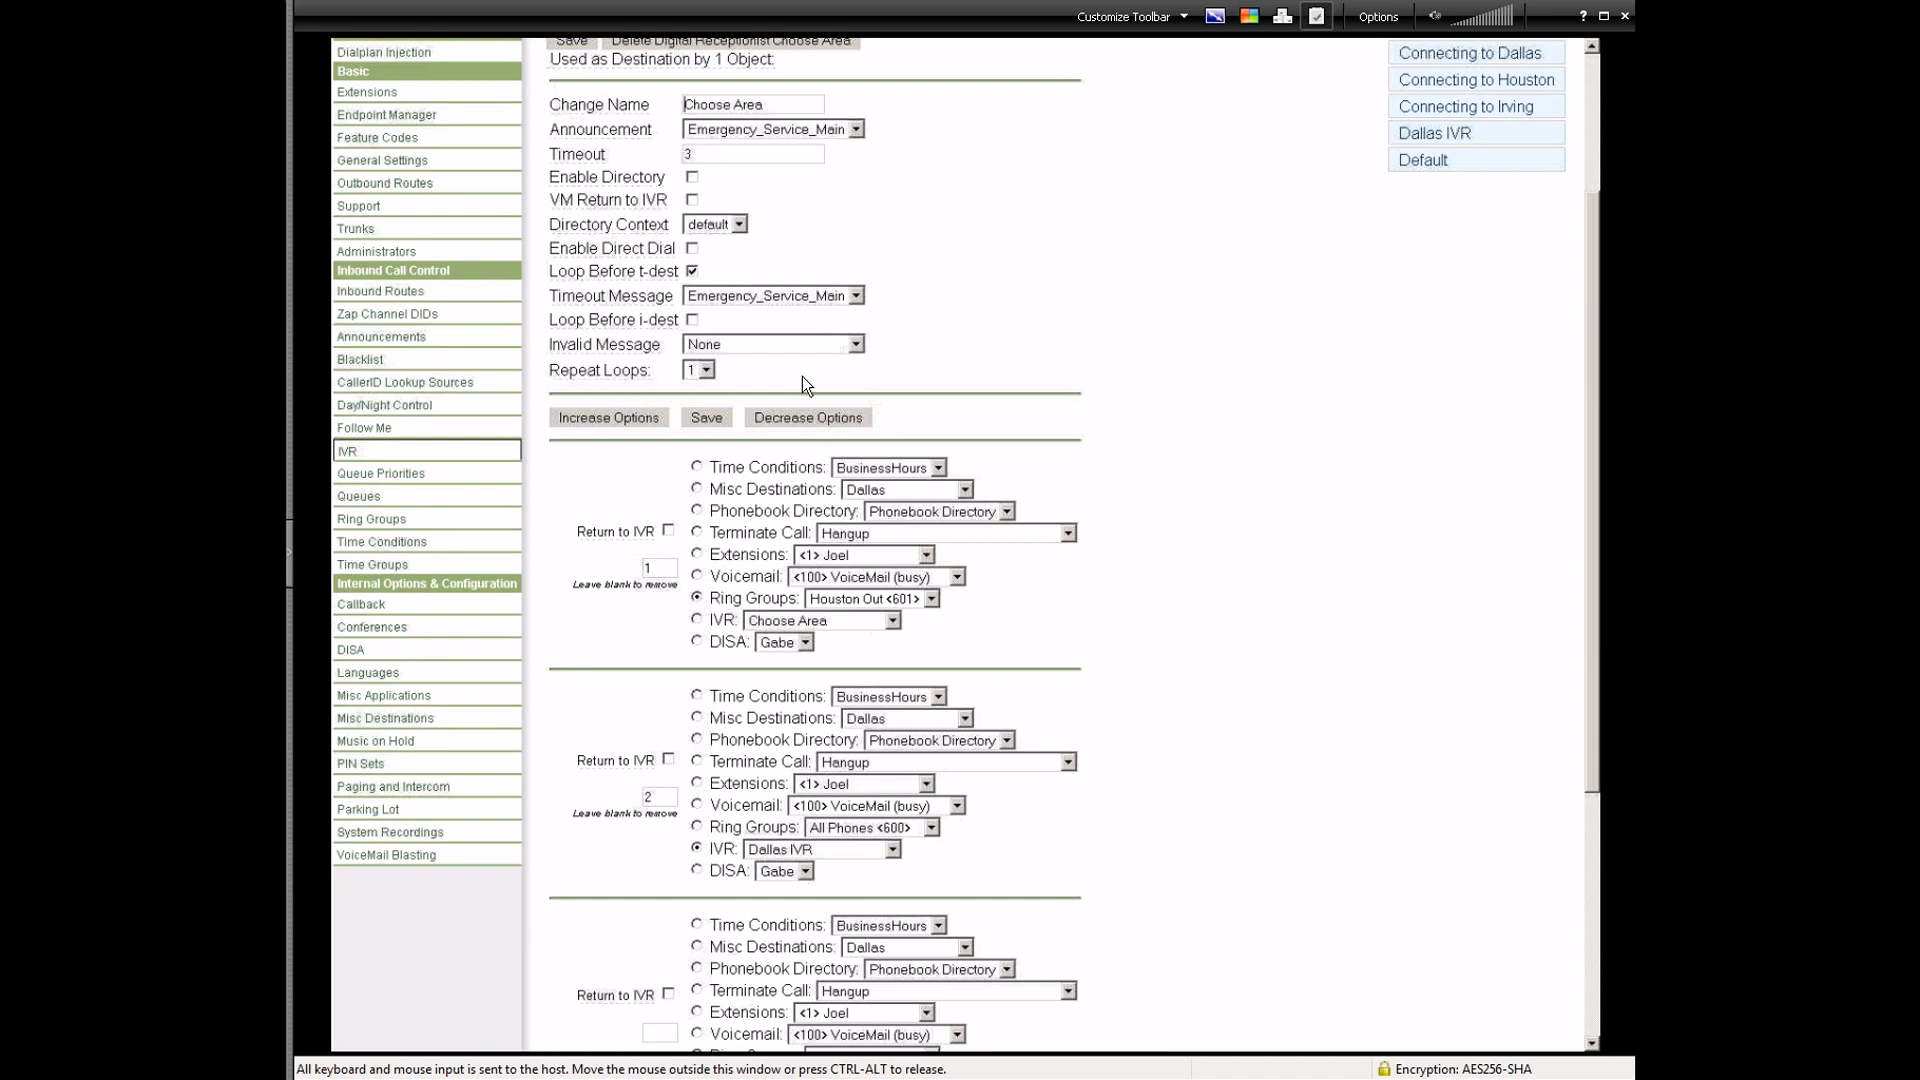 Customize Toolbar
Options
?
Dialplan Injection
Basic
Extensions
Endpoint Manager
Feature Codes
General Settings
Outbound Routes
Support
Trunks
Administrators
Inbound Call Control
Inbound Routes
Zap Channel DIDs
Announcements
Blacklist
CallerID Lookup Sources
Day/Night Control
Follow Me
IVR
Queue Priorities
Queues
Ring Groups
Time Conditions
Time Groups
Internal Options & Configuration
Callback
Conferences
DISA
Languages
Misc Applications
Misc Destinations
Music on Hold
PIN Sets
Paging and Intercom
Parking Lot
System Recordings
VoiceMail Blasting
Save Delete Digital Receptionist Choose Area
Used as Destination by 1 Object:
Change Name Choose Area
Announcement Emergency_Service_Main
Timeout 3
Enable Directory
VM Return to IVR
Directory Context default
Enable Direct Dial
Loop Before t-dest
Timeout Message Emergency_Service_Main
Loop Before i-dest
Invalid Message None
Repeat Loops: 1
Increase Options Save Decrease Options
Time Conditions: BusinessHours
Misc Destinations: Dallas
Phonebook Directory: Phonebook Directory
Return to IVR Terminate Call: Hangup
Extensions: <1> Joel
1
Leave blank to remove
Voicemail: <100> VoiceMail (busy)
Ring Groups: Houston Out <601>
IVR: Choose Area
DISA: Gabe
Time Conditions: BusinessHours
Misc Destinations: Dallas
Phonebook Directory: Phonebook Directory
Return to IVR Terminate Call: Hangup
Extensions: <1> Joel
2
Leave blank to remove
Voicemail: <100> VoiceMail (busy)
Ring Groups: All Phones <600>
IVR: Dallas IVR
DISA: Gabe
Time Conditions: BusinessHours
Misc Destinations: Dallas
Phonebook Directory: Phonebook Directory
Return to IVR Terminate Call: Hangup
Extensions: <1> Joel
Voicemail: <100> VoiceMail (busy)
Connecting to Dallas
Connecting to Houston
Connecting to Irving
Dallas IVR
Default
All keyboard and mouse input is sent to the host. Move the mouse outside this window or press CTRL-ALT to release.
Encryption: AES256-SHA